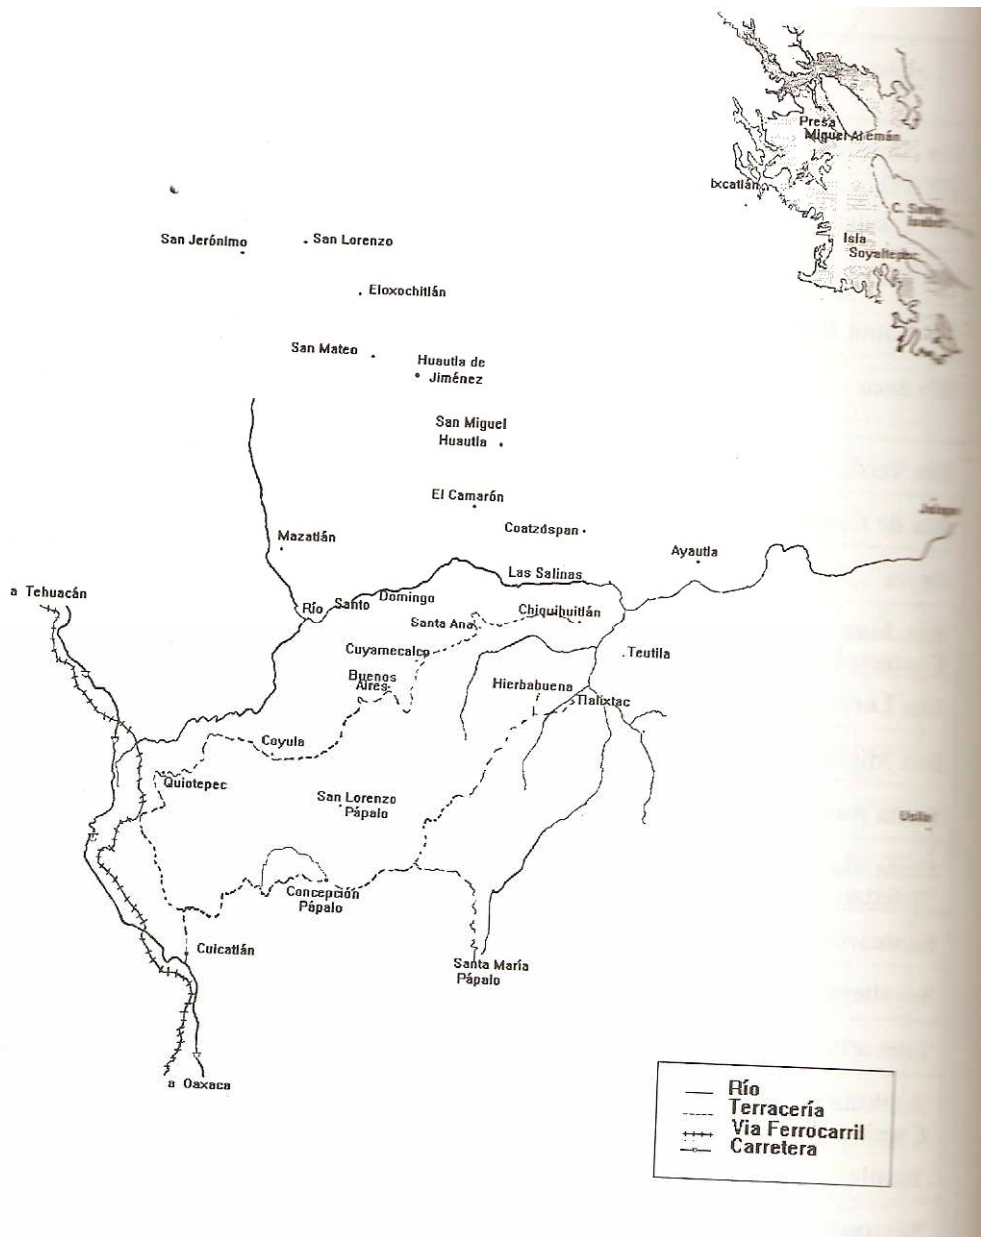 Presa
Miguel Alemán
Ixcatlán
Isla
Soyaltepec
San Jerónimo
San Lorenzo
Eloxochitlán
San Mateo
Huautla de
Jiménez
San Miguel
Huautla
El Camarón
Coatzóspan
Mazatlán
Ayautla
Las Salinas
a Tehuacán
Río Santo Domingo
Chiquihuitlán
Santa Ana
Cuyamecalco
Teutila
Buenos
Aires
Hierbabuena
Tlalixtac
Coyula
Quiotepec
San Lorenzo
Pápalo
Usila
Concepción
Pápalo
Cuicatlán
Santa María
Pápalo
a Oaxaca
Río
Terracería
Via Ferrocarril
Carretera